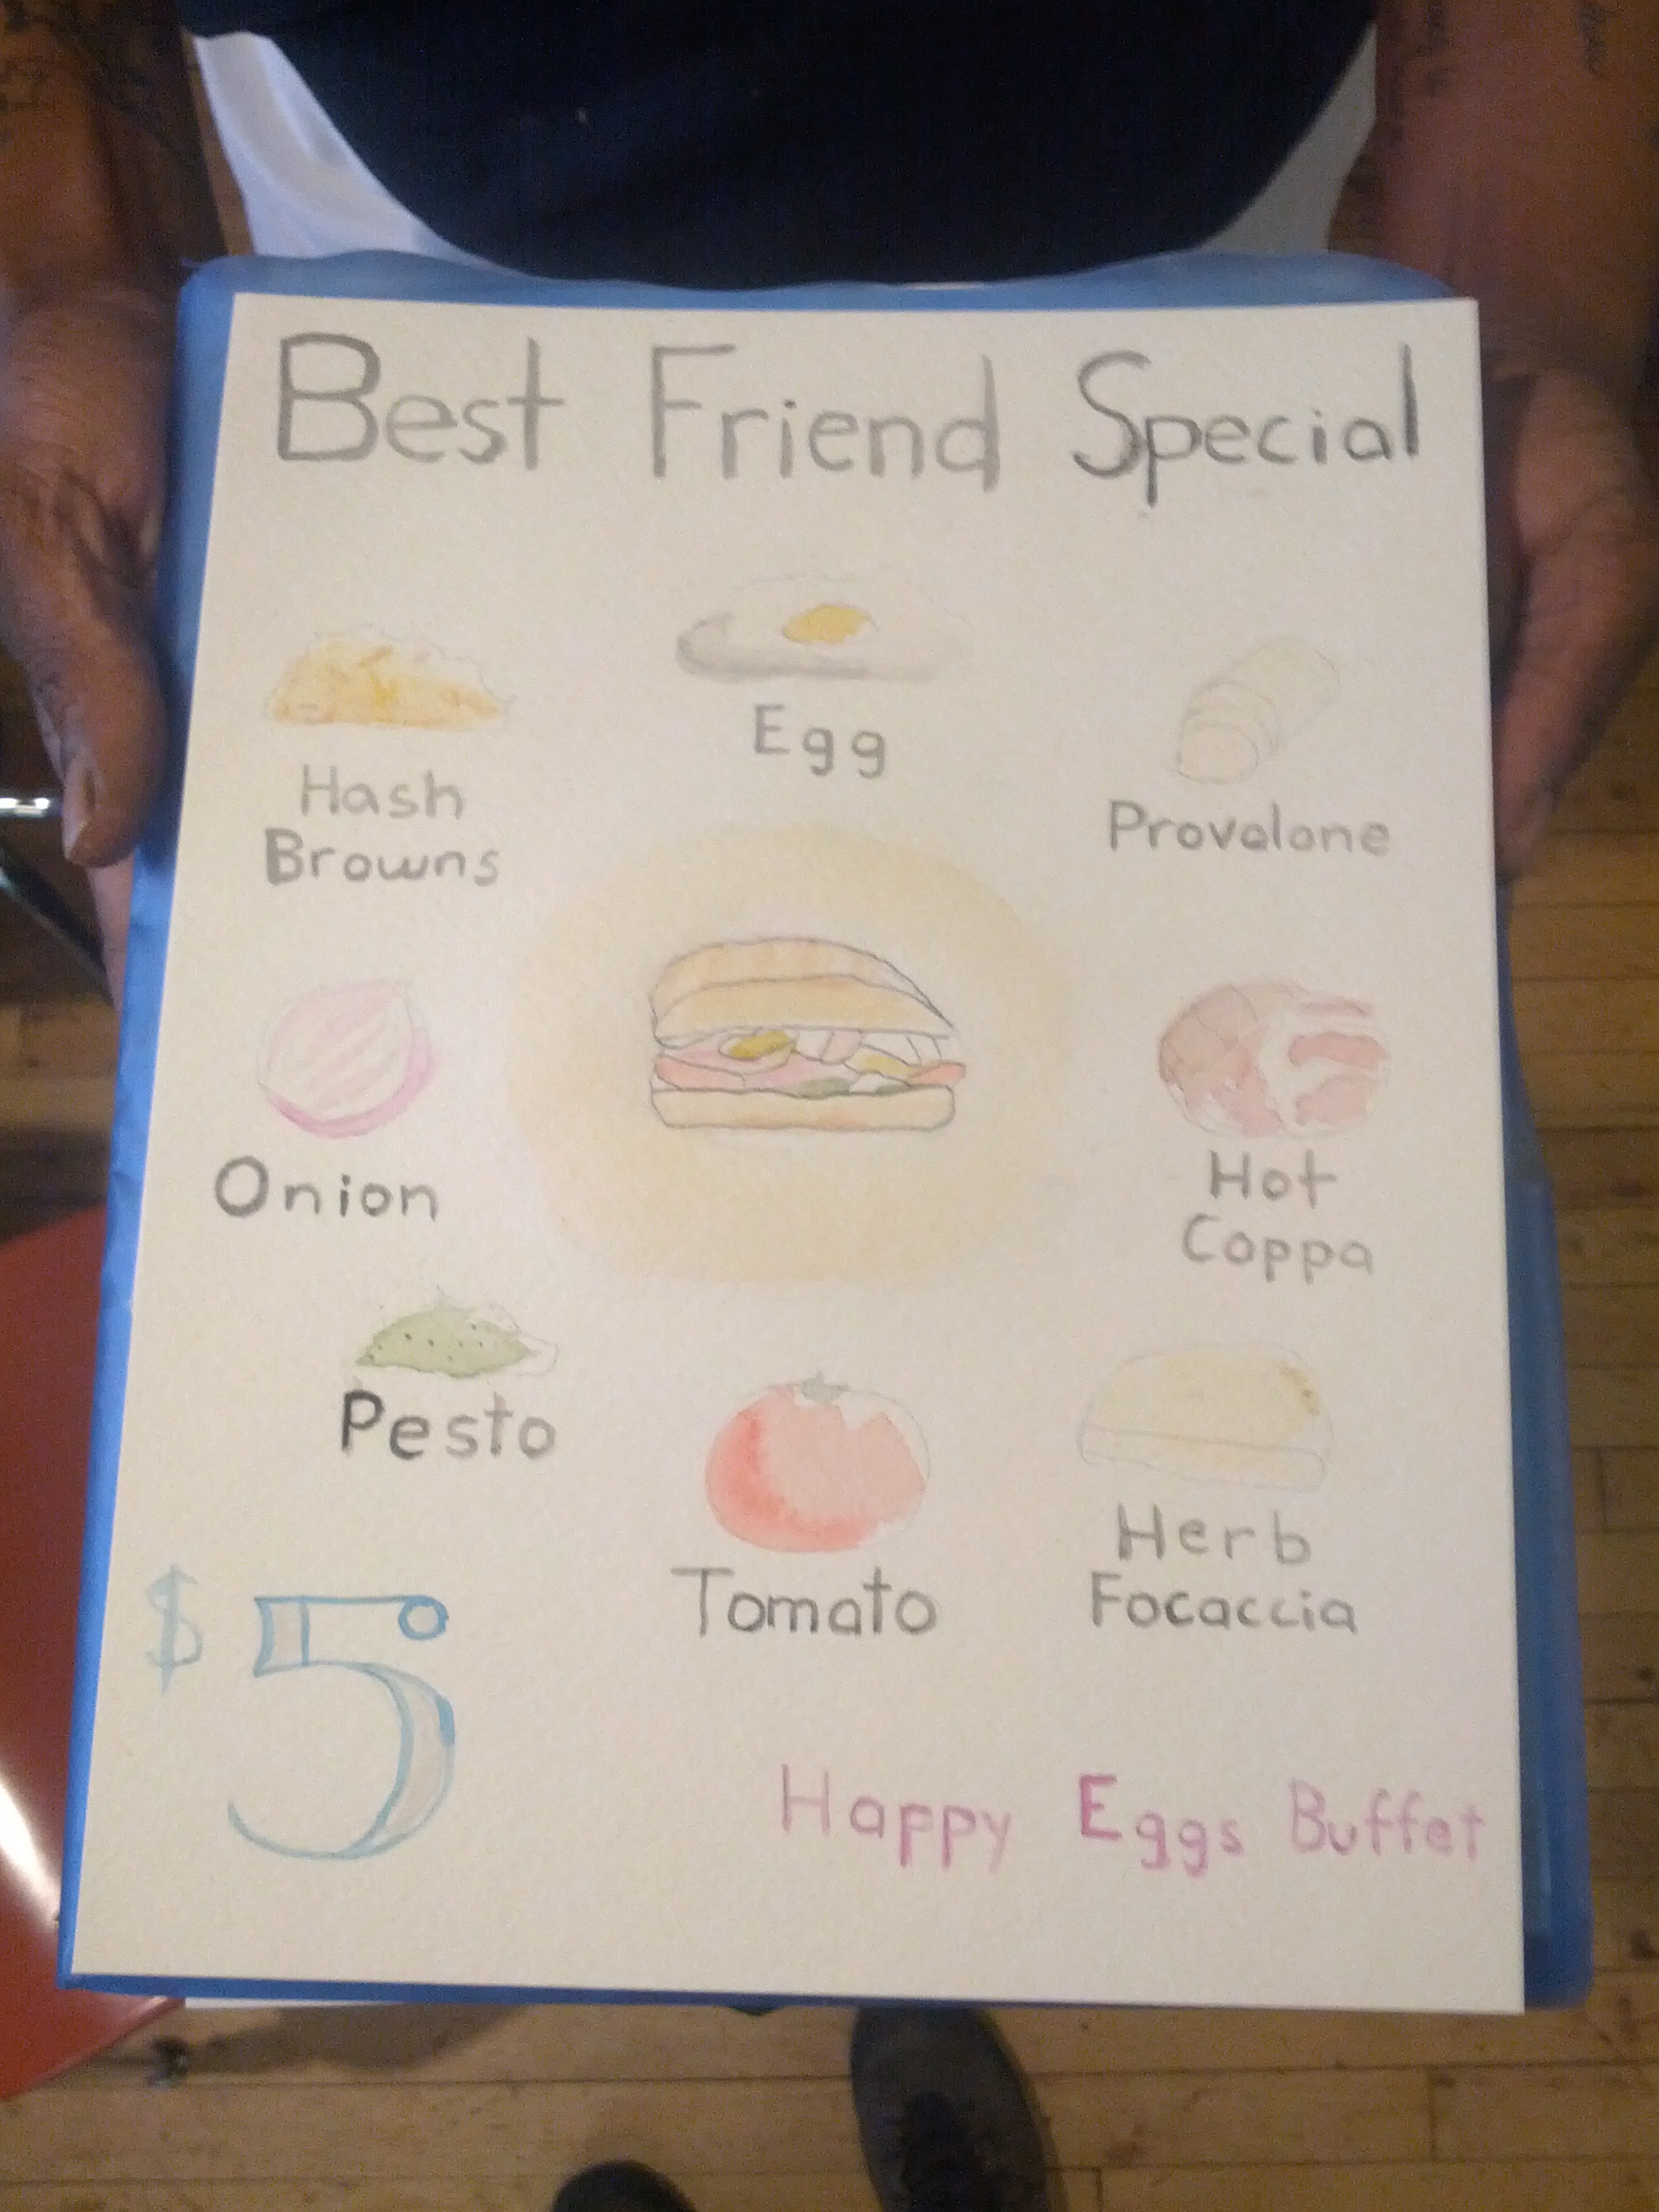 Best Friend Special
Egg
Hash
Browns
Provolone
Onion
Hot
Coppa
Pesto
Tomato
Herb
Focaccia
$5
Happy Eggs Buffet